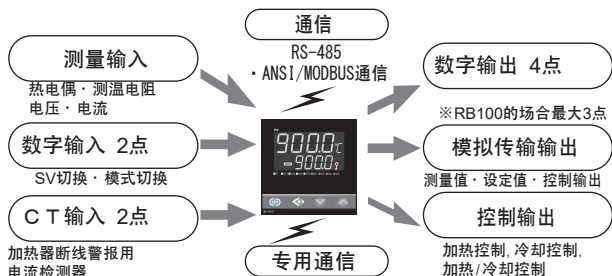 通信
RS-485
・ANSI/MODBUS通信
测量输入
热电偶・测温电阻
电压・电流
数字输入 2点
SV切换・模式切换
CT输入 2点
加热器断线警报用
电流检测器
900.0℃
900.0
专用通信
数字输出 4点
※RB100的场合最大3点
模拟传输输出
测量值・设定值・控制输出
控制输出
加热控制, 冷却控制,
加热/冷却控制